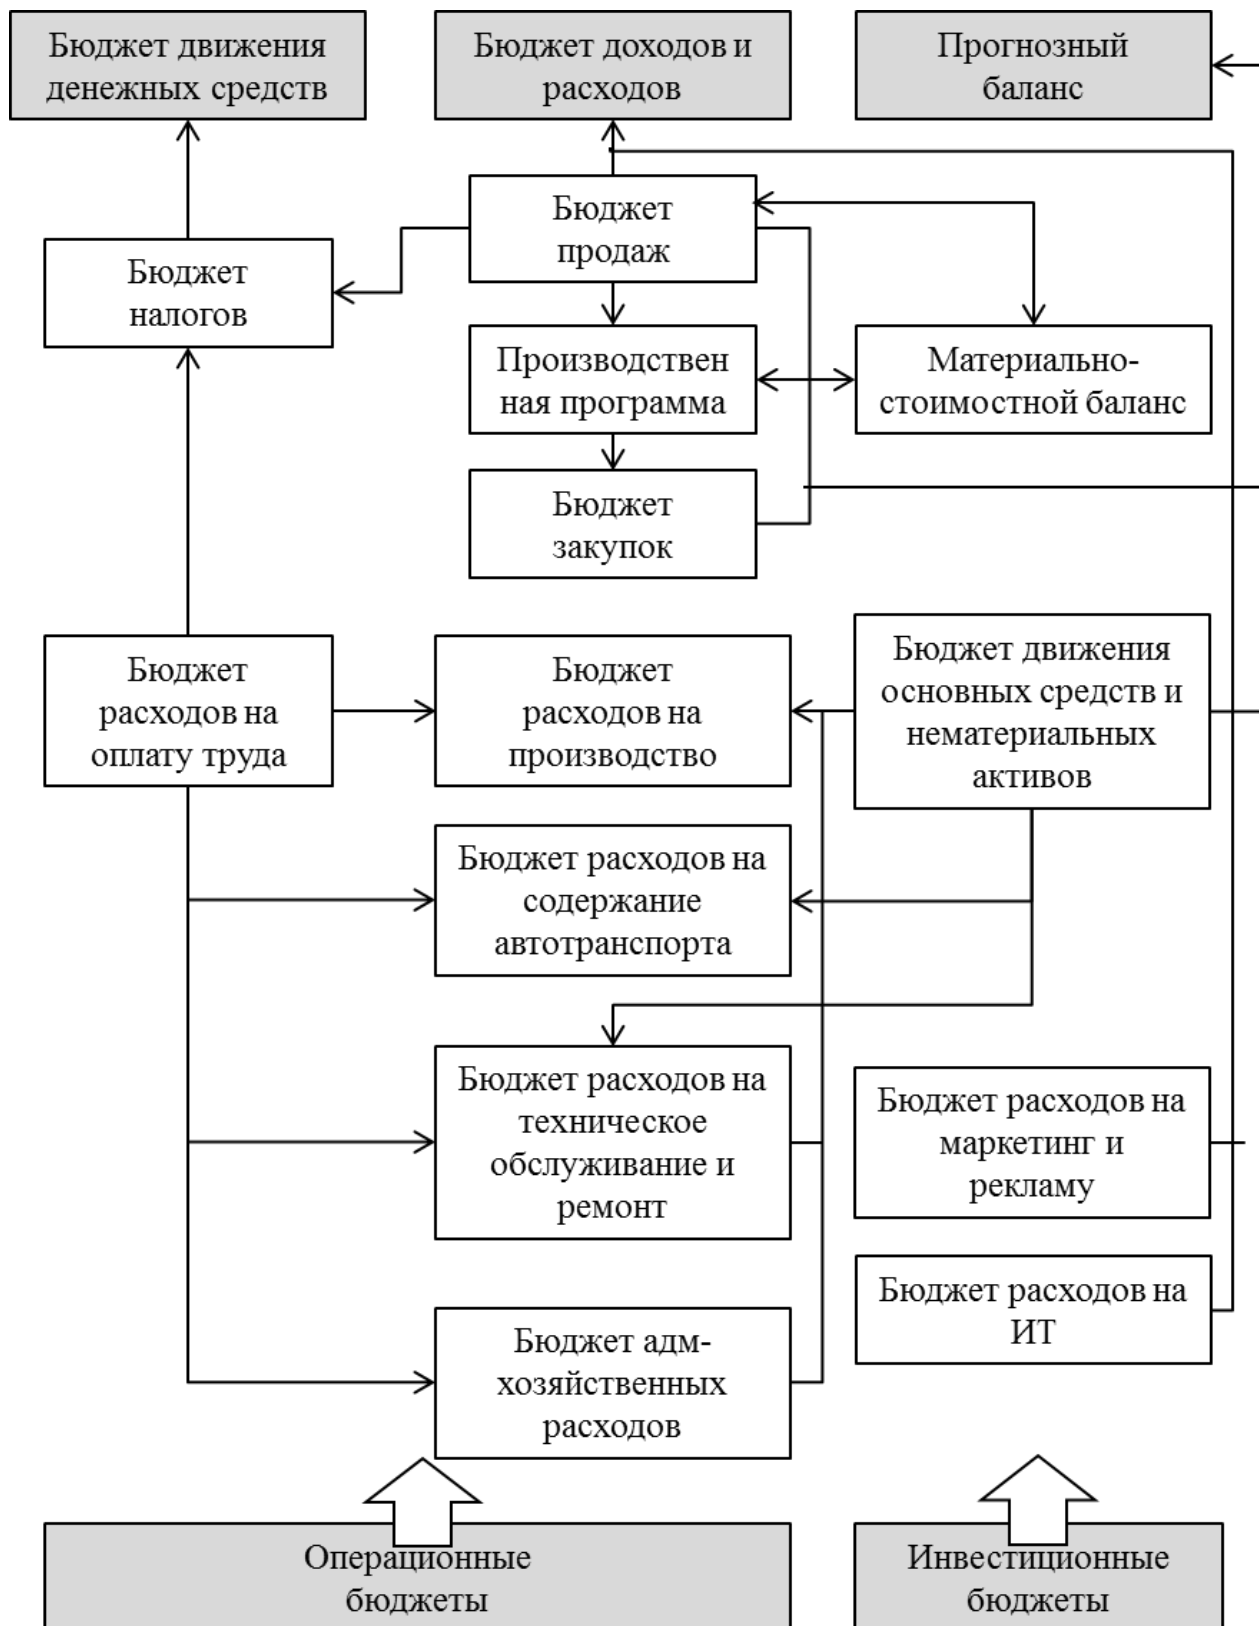 Бюджет движения
денежных средств
Бюджет доходов и
расходов
Прогнозный
баланс
Бюджет
продаж
Бюджет
налогов
Производствен
ная программа
Материально-
стоимостной баланс
Бюджет
закупок
Бюджет
расходов на
оплату труда
Бюджет
расходов на
производство
Бюджет движения
основных средств и
нематериальных
активов
Бюджет расходов на
содержание
автотранспорта
Бюджет расходов на
техническое
обслуживание и
ремонт
Бюджет расходов на
маркетинг и
рекламу
Бюджет расходов на
ИТ
Бюджет адм-
хозяйственных
расходов
Операционные
бюджеты
Инвестиционные
бюджеты